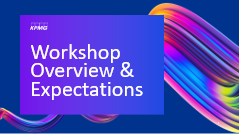 KPMG
Workshop
Overview &
Expectations